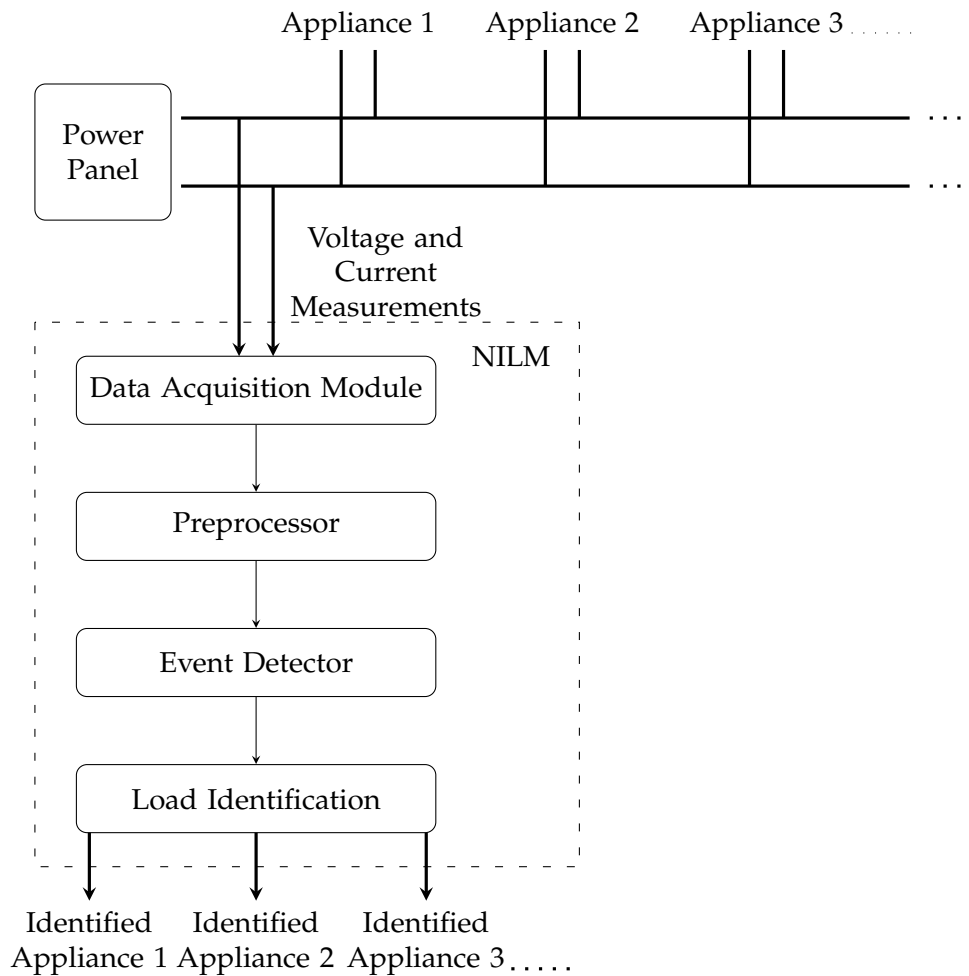 Appliance 1 Appliance 2 Appliance 3 ......
Power
Panel
...
...
Voltage and
Current
Measurements
NILM
Data Acquisition Module
Preprocessor
Event Detector
Load Identification
Identified Identified Identified
Appliance 1 Appliance 2 Appliance 3 .....